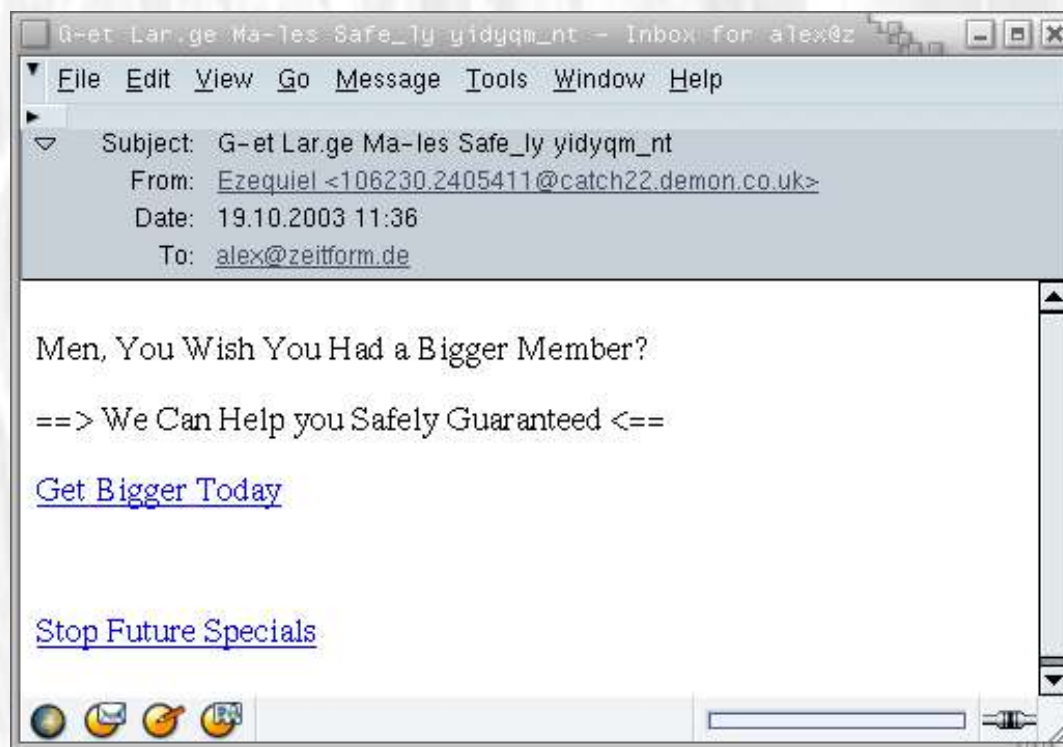 G-et Lar.ge Ma-les Safe_ly yidyqm_nt - Inbox for alex@z
File Edit View Go Message Tools Window Help
Subject: G-et Lar.ge Ma-les Safe_ly yidyqm_nt
From: Ezequiel <106230.2405411@catch22.demon.co.uk>
Date: 19.10.2003 11:36
To: alex@zeitform.de
Men, You Wish You Had a Bigger Member?
==> We Can Help you Safely Guaranteed <==
Get Bigger Today
Stop Future Specials